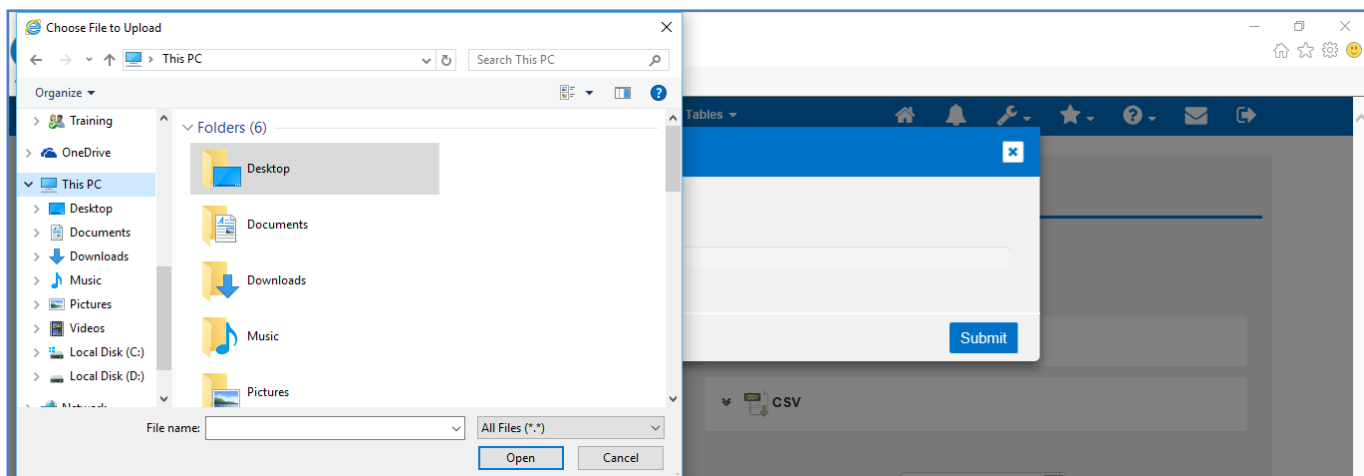 Choose File to Upload
This PC
Search This PC
Organize
Training
OneDrive
This PC
Desktop
Documents
Downloads
Music
Pictures
Videos
Local Disk (C:)
Local Disk (D:)
Network
Folders (6)
Desktop
Documents
Downloads
Music
Pictures
File name:
All Files (*.*)
Open
Cancel
Tables
Submit
CSV